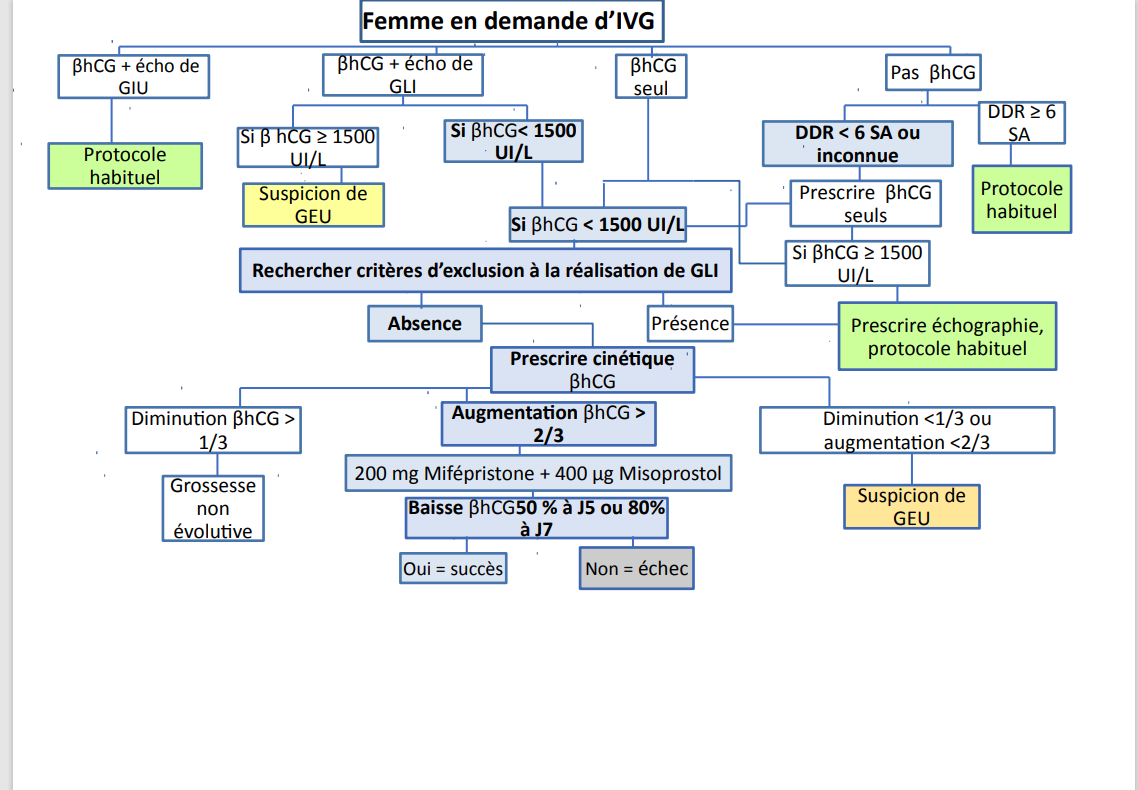 Femme en demande d’IVG
βhCG + écho de
GIU
βhCG + écho de
GLI
βhCG
seul
Pas βhCG
DDR ≥ 6
SA
Si β hCG ≥ 1500
UI/L
Si βhCG< 1500
UI/L
DDR < 6 SA ou
inconnue
Protocole
habituel
Suspicion de
GEU
Prescrire βhCG
seuls
Protocole
habituel
Si βhCG < 1500 UI/L
Si βhCG ≥ 1500
UI/L
Rechercher critères d’exclusion à la réalisation de GLI
Absence
Présence
Prescrire échographie,
protocole habituel
Prescrire cinétique
βhCG
Diminution βhCG >
1/3
Augmentation βhCG >
2/3
Diminution <1/3 ou
augmentation <2/3
200 mg Mifépristone + 400 µg Misoprostol
Grossesse
non
évolutive
Suspicion de
GEU
Baisse βhCG50 % à J5 ou 80%
à J7
Oui = succès
Non = échec